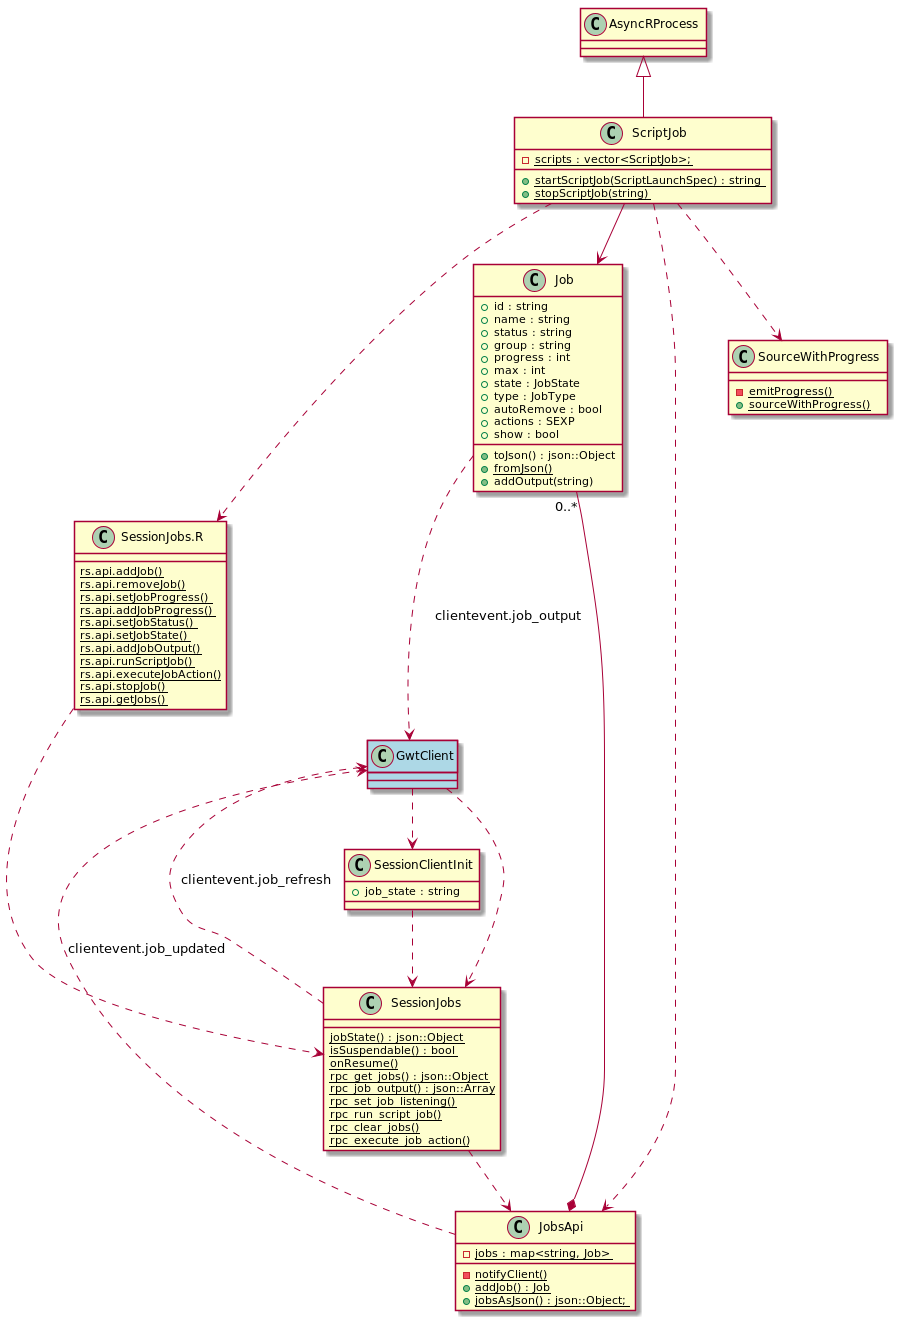 C AsyncRProcess
C ScriptJob
scripts : vector<ScriptJob>;
startScriptJob(ScriptLaunchSpec) : string
stopScriptJob(string)
C Job
id : string
name : string
status : string
group : string
progress : int
max : int
state : JobState
type : JobType
autoRemove : bool
actions : SEXP
show : bool
toJson() : json::Object
fromJson()
addOutput(string)
C SourceWithProgress
emitProgress()
sourceWithProgress()
0..*
C SessionJobs.R
rs.api.addJob()
rs.api.removeJob()
rs.api.setJobProgress()
rs.api.addJobProgress()
rs.api.setJobStatus()
rs.api.setJobState()
rs.api.addJobOutput()
rs.api.runScriptJob()
rs.api.executeJobAction()
rs.api.stopJob()
rs.api.getJobs()
clientevent.job_output
C GwtClient
C SessionClientInit
job_state : string
clientevent.job_refresh
clientevent.job_updated
C SessionJobs
jobState() : json::Object
isSuspendable() : bool
onResume()
rpc_get_jobs() : json::Object
rpc_job_output() : json::Array
rpc_set_job_listening()
rpc_run_script_job()
rpc_clear_jobs()
rpc_execute_job_action()
C JobsApi
jobs : map<string, Job>
notifyClient()
addJob() : Job
jobsAsJson() : json::Object;